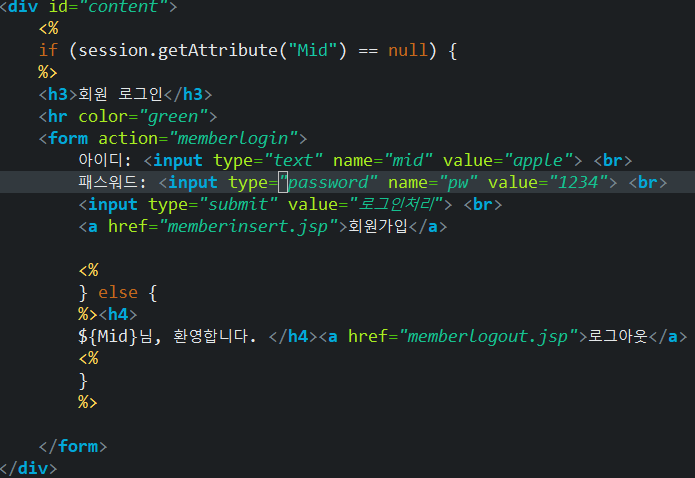 <div id="content">
<%
if (session.getAttribute("Mid") == null) {
%>
<h3>회원 로그인</h3>
<hr color="green">
<form action="memberlogin">
아이디: <input type="text" name="mid" value="apple"> <br>
패스워드: <input type="password" name="pw" value="1234"> <br>
<input type="submit" value="로그인처리"> <br>
<a href="memberinsert.jsp">회원가입</a>
<%
} else {
%><h4>
${Mid}님, 환영합니다. </h4><a href="memberlogout.jsp">로그아웃</a>
<%
}
%>
</form>
</div>